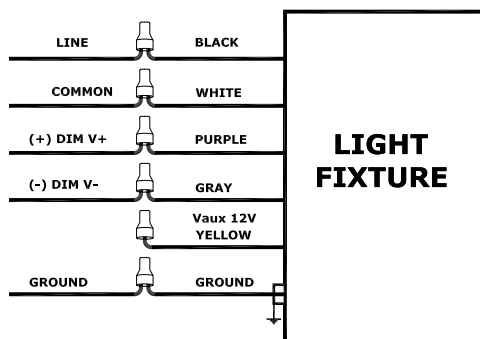 LINE BLACK
COMMON WHITE
(+) DIM V+ PURPLE
(-) DIM V- GRAY
Vaux 12V
YELLOW
GROUND GROUND
LIGHT
FIXTURE